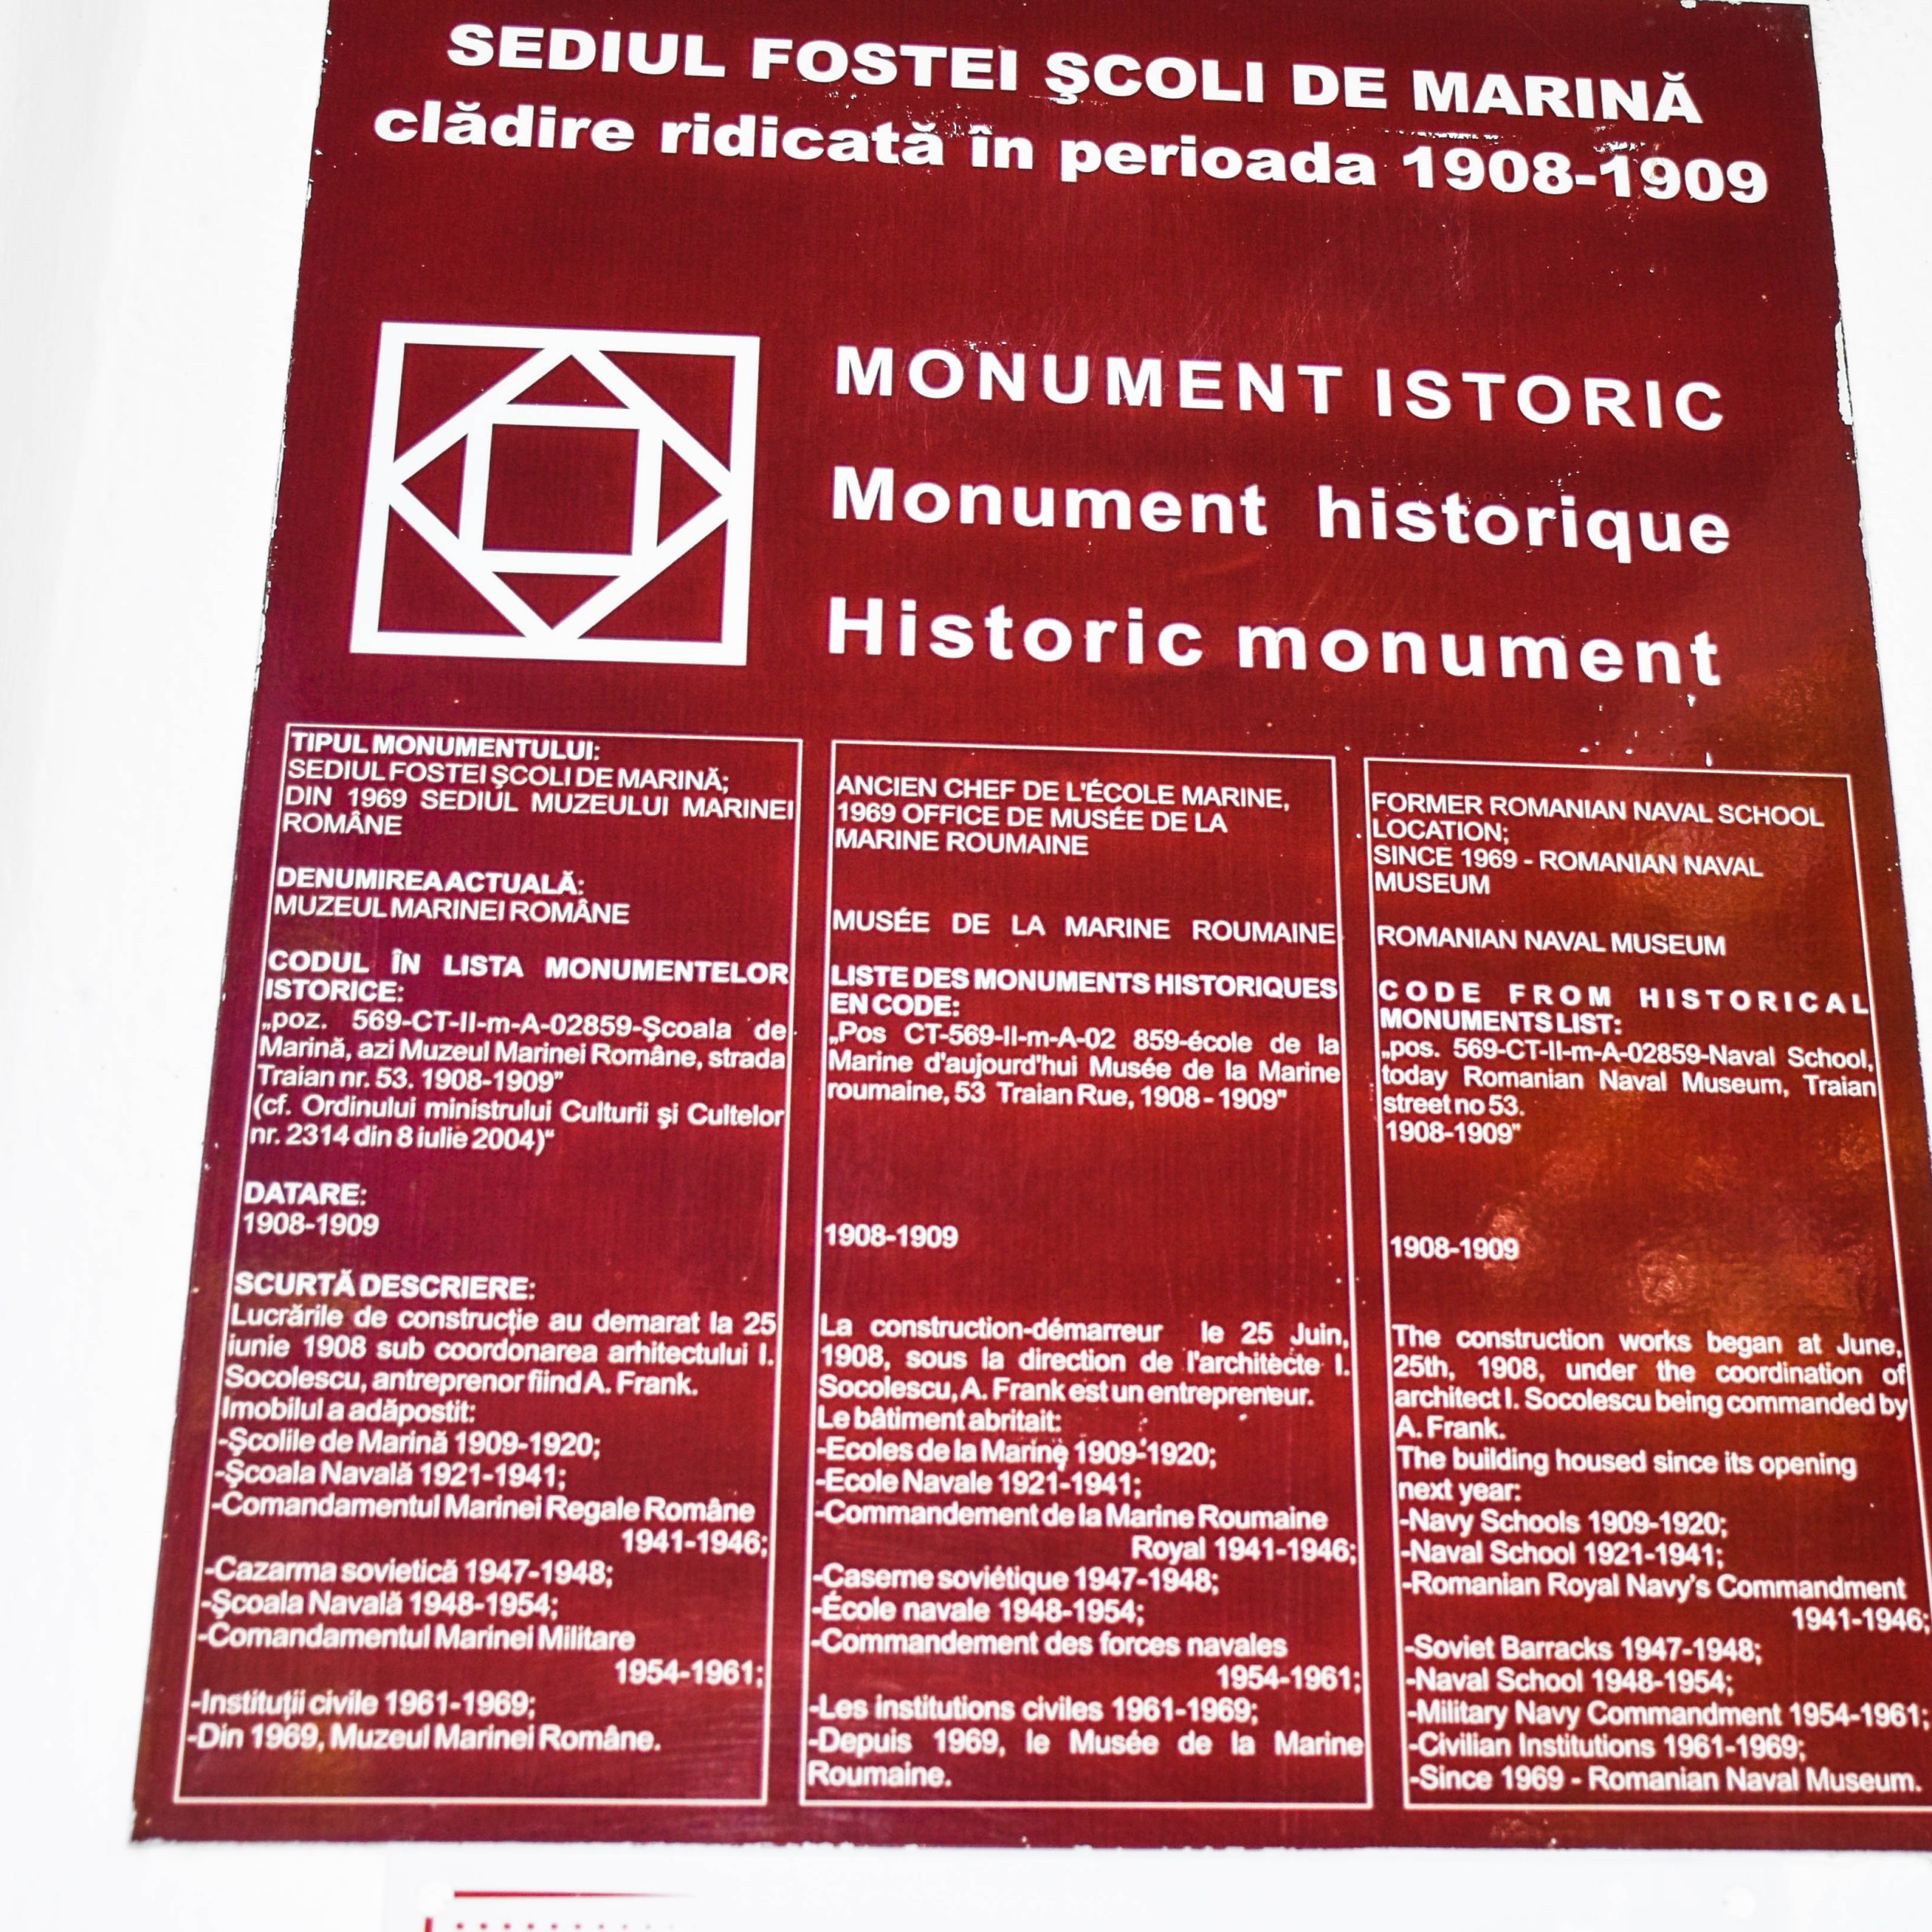 SEDIUL FOSTEI ŞCOLI DE MARINĂ
clădire ridicată în perioada 1908-1909
MONUMENT ISTORIC
Monument historique
Historic monument
TIPUL MONUMENTULUI:
SEDIUL FOSTEI ŞCOLI DE MARINĂ;
DIN 1969 SEDIUL MUZEULUI MARINEI
ROMÂNE
DENUMIREA ACTUALĂ:
MUZEUL MARINEI ROMÂNE
CODUL ÎN LISTA MONUMENTELOR
ISTORICE:
„poz. 569-CT-II-m-A-02859-Şcoala de
Marină, azi Muzeul Marinei Române, strada
Traian nr. 53. 1908-1909”
(cf. Ordinului ministrului Culturii şi Cultelor
nr. 2314 din 8 iulie 2004)“
DATARE:
1908-1909
SCURTĂ DESCRIERE:
Lucrările de construcţie au demarat la 25
iunie 1908 sub coordonarea arhitectului I.
Socolescu, antreprenor fiind A. Frank.
Imobilul a adăpostit:
-Şcolile de Marină 1909-1920;
-Şcoala Navală 1921-1941;
-Comandamentul Marinei Regale Române
1941-1946;
-Cazarma sovietică 1947-1948;
-Şcoala Navală 1948-1954;
-Comandamentul Marinei Militare
1954-1961;
-Instituţii civile 1961-1969;
-Din 1969, Muzeul Marinei Române.
ANCIEN CHEF DE L'ÉCOLE MARINE,
1969 OFFICE DE MUSÉE DE LA
MARINE ROUMAINE
MUSÉE DE LA MARINE ROUMAINE
LISTE DES MONUMENTS HISTORIQUES
EN CODE:
„Pos CT-569-II-m-A-02 859-école de la
Marine d'aujourd'hui Musée de la Marine
roumaine, 53 Traian Rue, 1908 - 1909”
1908-1909
La construction-démarreur le 25 Juin,
1908, sous la direction de l'architècte I.
Socolescu, A. Frank est un entrepreneur.
Le bâtiment abritait:
-Ecoles de la Marine 1909-1920;
-Ecole Navale 1921-1941;
-Commandement de la Marine Roumaine
Royal 1941-1946;
-Caserne soviétique 1947-1948;
-École navale 1948-1954;
-Commandement des forces navales
1954-1961;
-Les institutions civiles 1961-1969;
-Depuis 1969, le Musée de la Marine
Roumaine.
FORMER ROMANIAN NAVAL SCHOOL
LOCATION;
SINCE 1969 - ROMANIAN NAVAL
MUSEUM
ROMANIAN NAVAL MUSEUM
CODE FROM HISTORICAL
MONUMENTS LIST:
„pos. 569-CT-II-m-A-02859-Naval School,
today Romanian Naval Museum, Traian
street no 53.
1908-1909”
1908-1909
The construction works began at June,
25th, 1908, under the coordination of
architect I. Socolescu being commanded by
A. Frank.
The building housed since its opening
next year:
-Navy Schools 1909-1920;
-Naval School 1921-1941;
-Romanian Royal Navy's Commandment
1941-1946;
-Soviet Barracks 1947-1948;
-Naval School 1948-1954;
-Military Navy Commandment 1954-1961;
-Civilian Institutions 1961-1969;
-Since 1969 - Romanian Naval Museum.